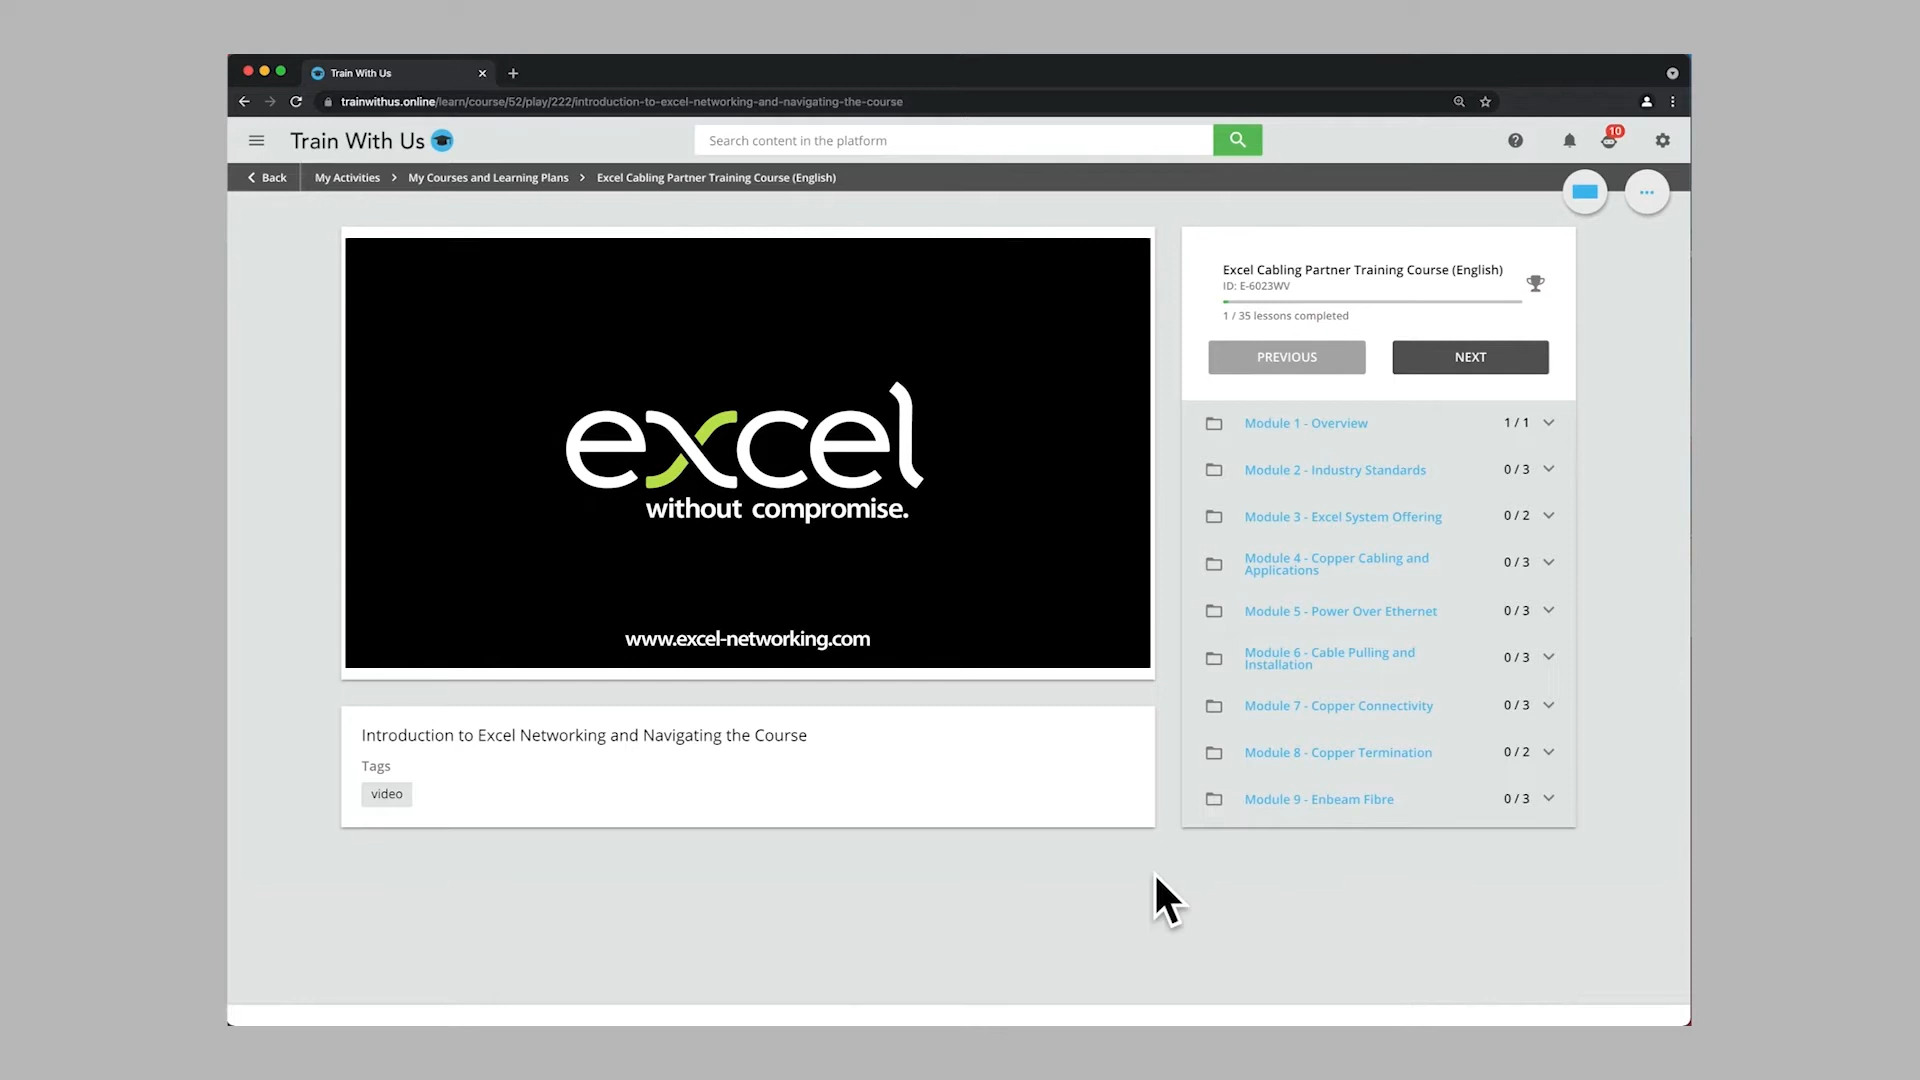 Train With Us
trainwithus.online/learn/course/52/play/222/introduction-to-excel-networking-and-navigating-the-course
Train With Us
Search content in the platform
10
Back
My Activities > My Courses and Learning Plans > Excel Cabling Partner Training Course (English)
excel
without compromise.
www.excel-networking.com
Introduction to Excel Networking and Navigating the Course
Tags
video
Excel Cabling Partner Training Course (English)
ID: E-6023WV
1 / 35 lessons completed
PREVIOUS
NEXT
Module 1 - Overview 1 / 1
Module 2 - Industry Standards 0 / 3
Module 3 - Excel System Offering 0 / 2
Module 4 - Copper Cabling and
Applications 0 / 3
Module 5 - Power Over Ethernet 0 / 3
Module 6 - Cable Pulling and
Installation 0 / 3
Module 7 - Copper Connectivity 0 / 3
Module 8 - Copper Termination 0 / 2
Module 9 - Enbeam Fibre 0 / 3